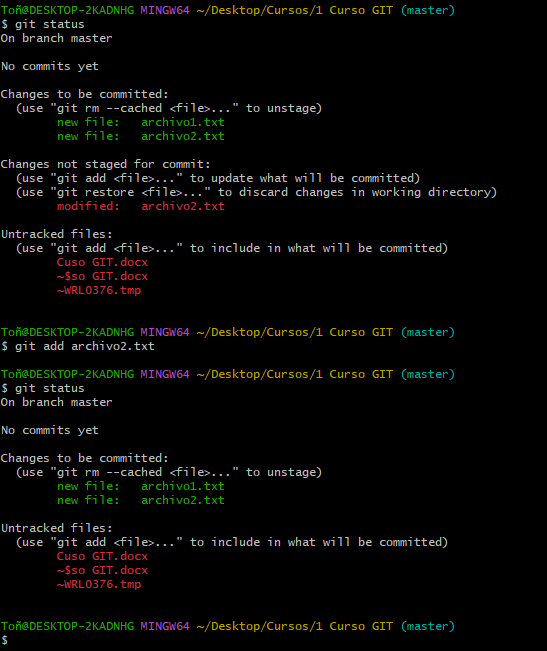 Toñ@DESKTOP-2KADNHG MINGW64 ~/Desktop/Cursos/1 Curso GIT (master)
$ git status
On branch master
No commits yet
Changes to be committed:
(use "git rm --cached <file>..." to unstage)
new file: archivo1.txt
new file: archivo2.txt
Changes not staged for commit:
(use "git add <file>..." to update what will be committed)
(use "git restore <file>..." to discard changes in working directory)
modified: archivo2.txt
Untracked files:
(use "git add <file>..." to include in what will be committed)
Cuso GIT.docx
~$so GIT.docx
~WRL0376.tmp
Toñ@DESKTOP-2KADNHG MINGW64 ~/Desktop/Cursos/1 Curso GIT (master)
$ git add archivo2.txt
Toñ@DESKTOP-2KADNHG MINGW64 ~/Desktop/Cursos/1 Curso GIT (master)
$ git status
On branch master
No commits yet
Changes to be committed:
(use "git rm --cached <file>..." to unstage)
new file: archivo1.txt
new file: archivo2.txt
Untracked files:
(use "git add <file>..." to include in what will be committed)
Cuso GIT.docx
~$so GIT.docx
~WRL0376.tmp
Toñ@DESKTOP-2KADNHG MINGW64 ~/Desktop/Cursos/1 Curso GIT (master)
$